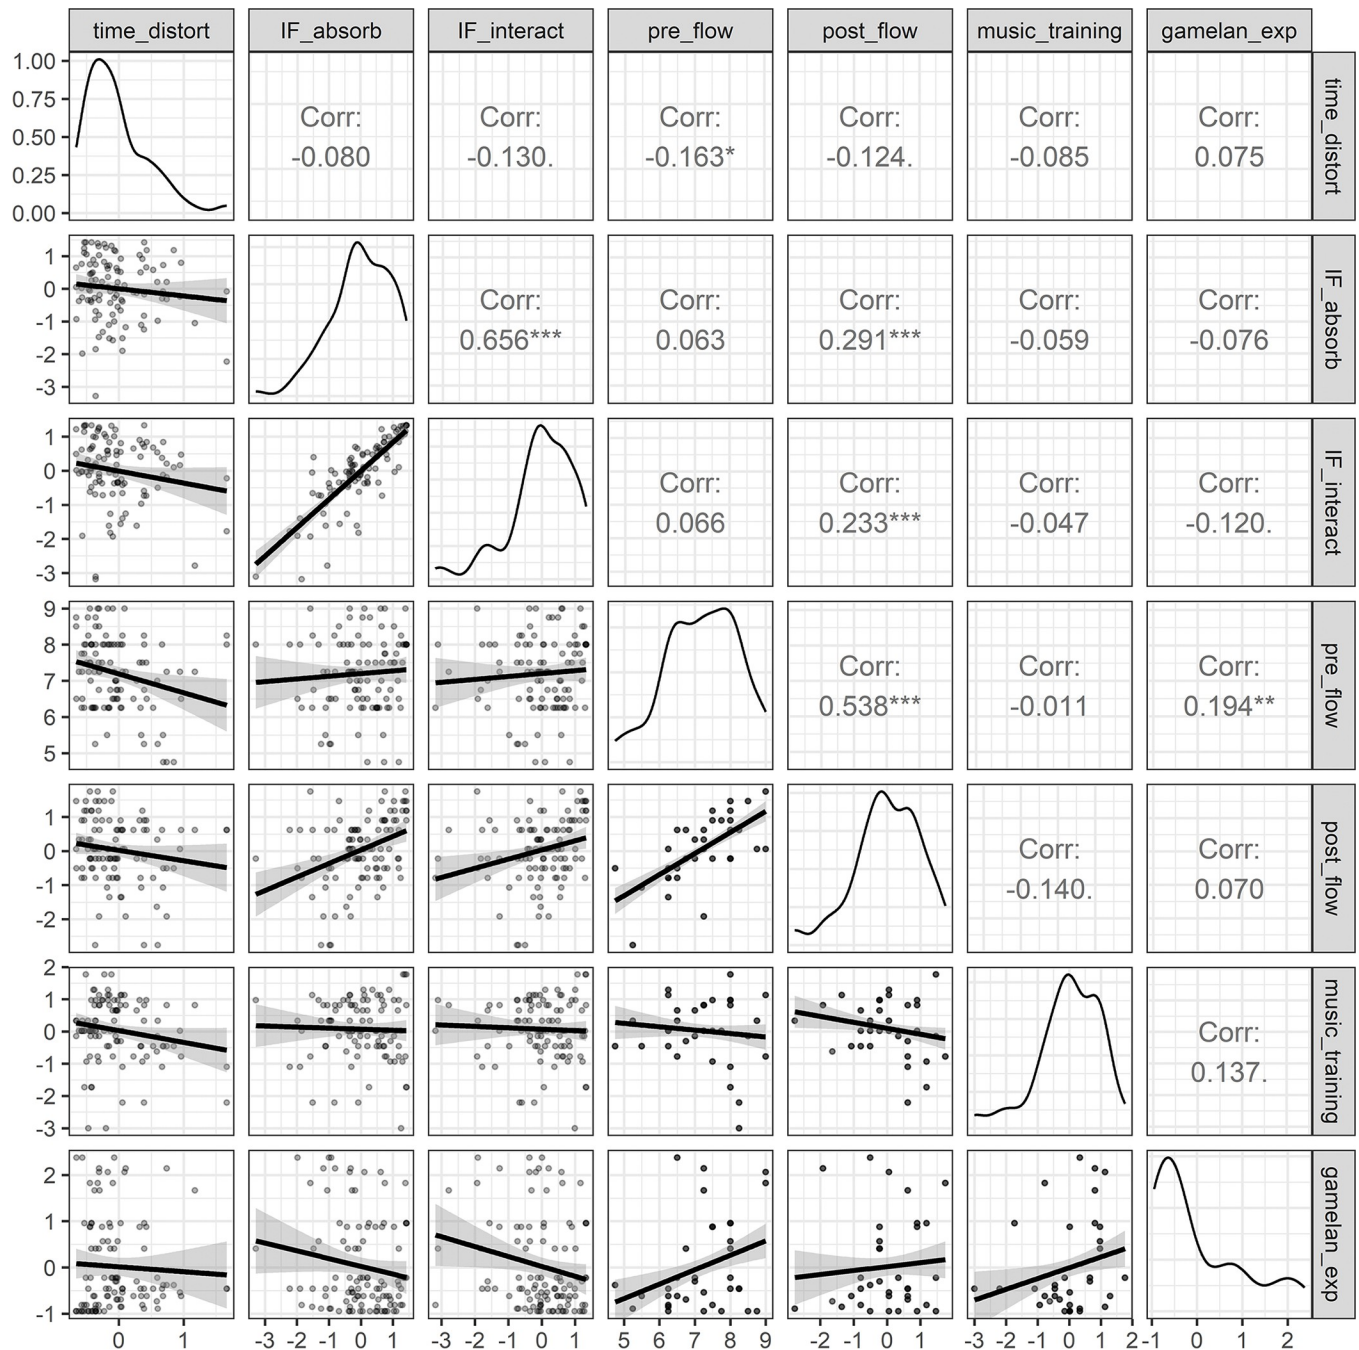 time_distort IF_absorb IF_interact pre_flow post_flow music_training gamelan_exp
1.00
0.75
0.50
0.25
0.00
Corr: Corr: Corr: Corr: Corr: Corr:
-0.080 -0.130. -0.163* -0.124. -0.085 0.075
time_distort
1
0
-1
-2
-3
Corr: Corr: Corr: Corr: Corr:
0.656*** 0.063 0.291*** -0.059 -0.076
IF_absorb
1
0
-1
-2
-3
Corr: Corr: Corr: Corr:
0.066 0.233*** -0.047 -0.120.
IF_interact
9
8
7
6
5
Corr: Corr: Corr:
0.538*** -0.011 0.194**
pre_flow
1
0
-1
-2
Corr: Corr:
-0.140. 0.070
post_flow
2
1
0
-1
-2
-3
Corr:
0.137.
music_training
2
1
0
-1
gamelan_exp
0 1 -3 -2 -1 0 1 -3 -2 -1 0 1 5 6 7 8 9 -2 -1 0 1 -3 -2 -1 0 1 2 -1 0 1 2